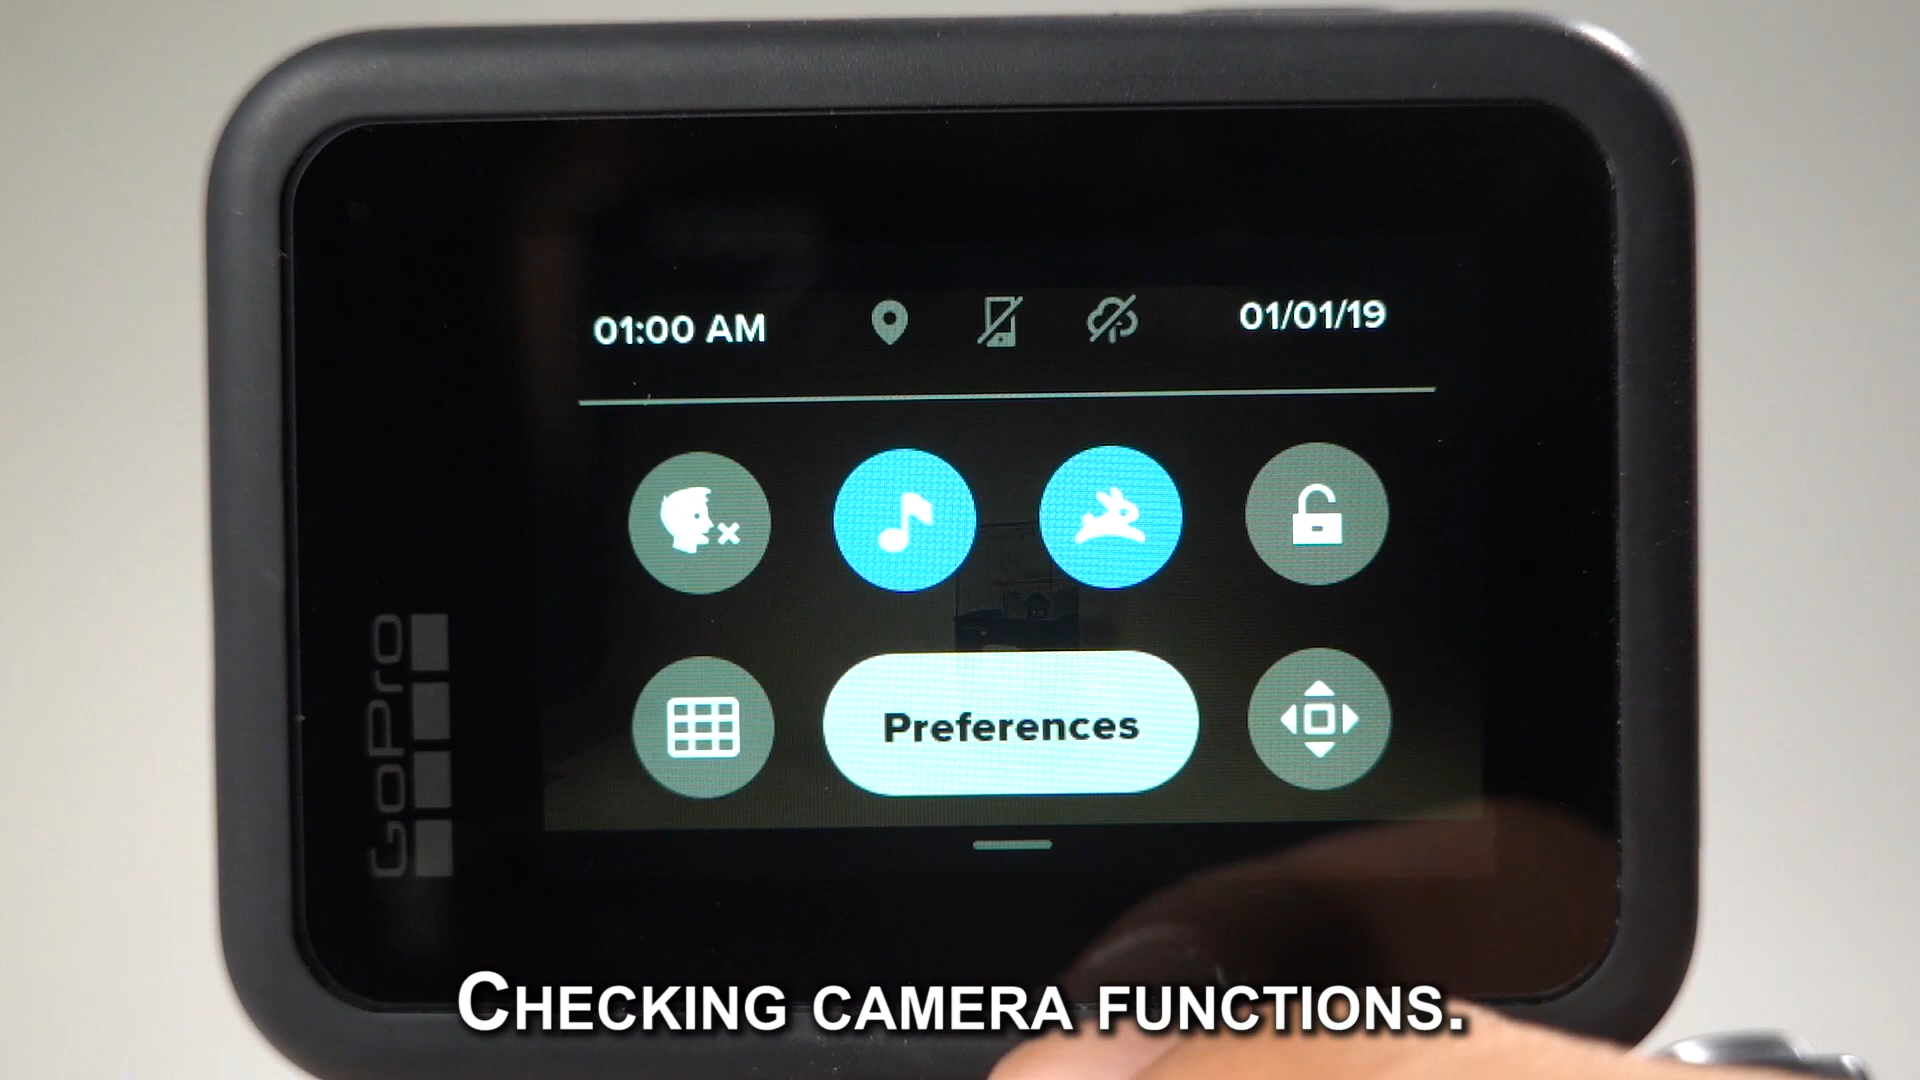 01:00 AM
01/01/19
Preferences
GoPro
CHECKING CAMERA FUNCTIONS.